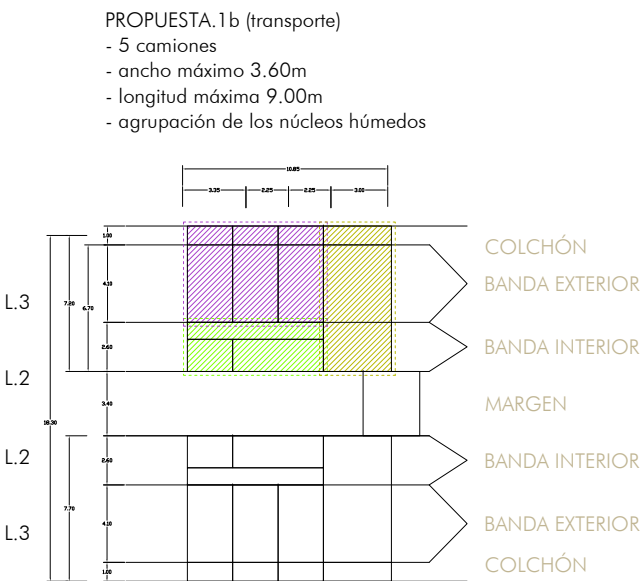 PROPUESTA.1b (transporte)
- 5 camiones
- ancho máximo 3.60m
- longitud máxima 9.00m
- agrupación de los núcleos húmedos
10.85
3.35 2.25 2.25 3.00
1.00
COLCHÓN
4.10
BANDA EXTERIOR
L.3
7.20
6.70
2.60
BANDA INTERIOR
L.2
3.40
MARGEN
18.30
L.2
2.60
BANDA INTERIOR
7.70
4.10
BANDA EXTERIOR
L.3
1.00
COLCHÓN